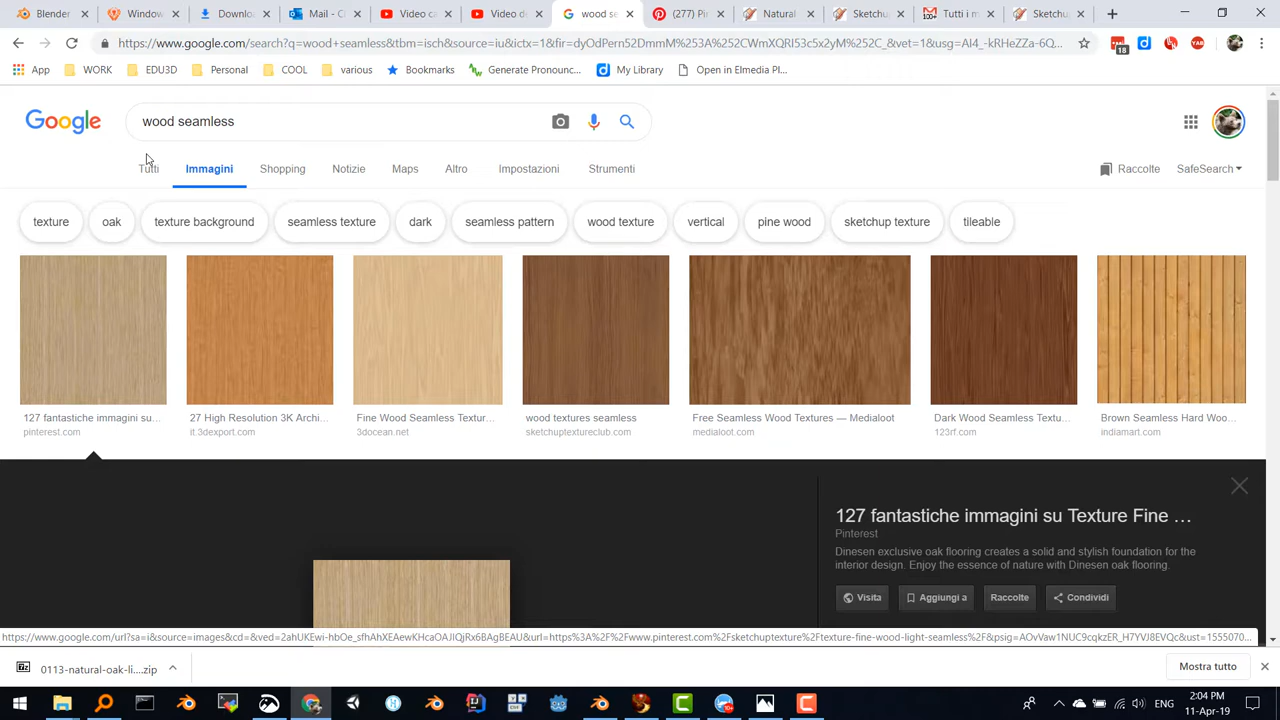 Blender
Window
Downlo
Mail - C
Video ca
Video de
wood se
(277) Pi
Natural
Sketchup
Tutti i m
Sketchu
https://www.google.com/search?q=wood+seamless&tbm=isch&source=iu&ictx=1&fir=dyOdPern52DmmM%253A%252CWmXQRI53c5x2yM%252C_&vet=1&usg=AI4_-kRHeZZa-6Q...
18
App
WORK
EDU3D
Personal
COOL
various
Bookmarks
Generate Pronounc...
My Library
Open in Elmedia Pl...
Google
wood seamless
Tutti
Immagini
Shopping
Notizie
Maps
Altro
Impostazioni
Strumenti
Raccolte
SafeSearch
texture
oak
texture background
seamless texture
dark
seamless pattern
wood texture
vertical
pine wood
sketchup texture
tileable
127 fantastiche immagini su...
pinterest.com
27 High Resolution 3K Archi...
it.3dexport.com
Fine Wood Seamless Textur...
3docean.net
wood textures seamless
sketchuptextureclub.com
Free Seamless Wood Textures — Medialoot
medialoot.com
Dark Wood Seamless Textu...
123rf.com
Brown Seamless Hard Woo...
indiamart.com
127 fantastiche immagini su Texture Fine ...
Pinterest
Dinesen exclusive oak flooring creates a solid and stylish foundation for the
interior design. Enjoy the essence of nature with Dinesen oak flooring.
Visita
Aggiungi a
Raccolte
Condividi
0113-natural-oak-li....zip
Mostra tutto
ENG
2:04 PM
11-Apr-19